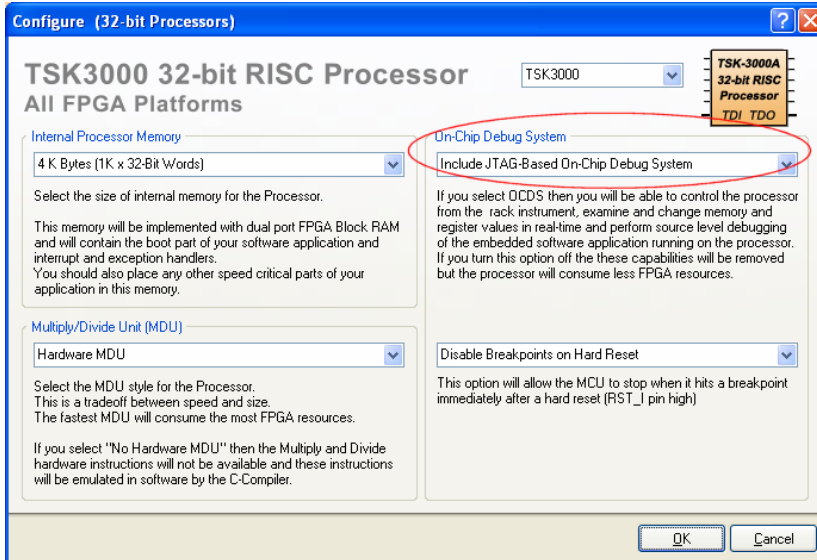 Configure (32-bit Processors)
TSK3000 32-bit RISC Processor
All FPGA Platforms
TSK3000
TSK-3000A
32-bit RISC
Processor
TDI TDO
Internal Processor Memory
4 K Bytes (1K x 32-Bit Words)
Select the size of internal memory for the Processor.
This memory will be implemented with dual port FPGA Block RAM
and will contain the boot part of your software application and
interrupt and exception handlers.
You should also place any other speed critical parts of your
application in this memory.
On-Chip Debug System
Include JTAG-Based On-Chip Debug System
If you select OCDS then you will be able to control the processor
from the rack instrument, examine and change memory and
register values in real-time and perform source level debugging
of the embedded software application running on the processor.
If you turn this option off the these capabilities will be removed
but the processor will consume less FPGA resources.
Multiply/Divide Unit (MDU)
Hardware MDU
Select the MDU style for the Processor.
This is a tradeoff between speed and size.
The fastest MDU will consume the most FPGA resources.
If you select "No Hardware MDU" then the Multiply and Divide
hardware instructions will not be available and these instructions
will be emulated in software by the C-Compiler.
Disable Breakpoints on Hard Reset
This option will allow the MCU to stop when it hits a breakpoint
immediately after a hard reset (RST_I pin high)
OK
Cancel